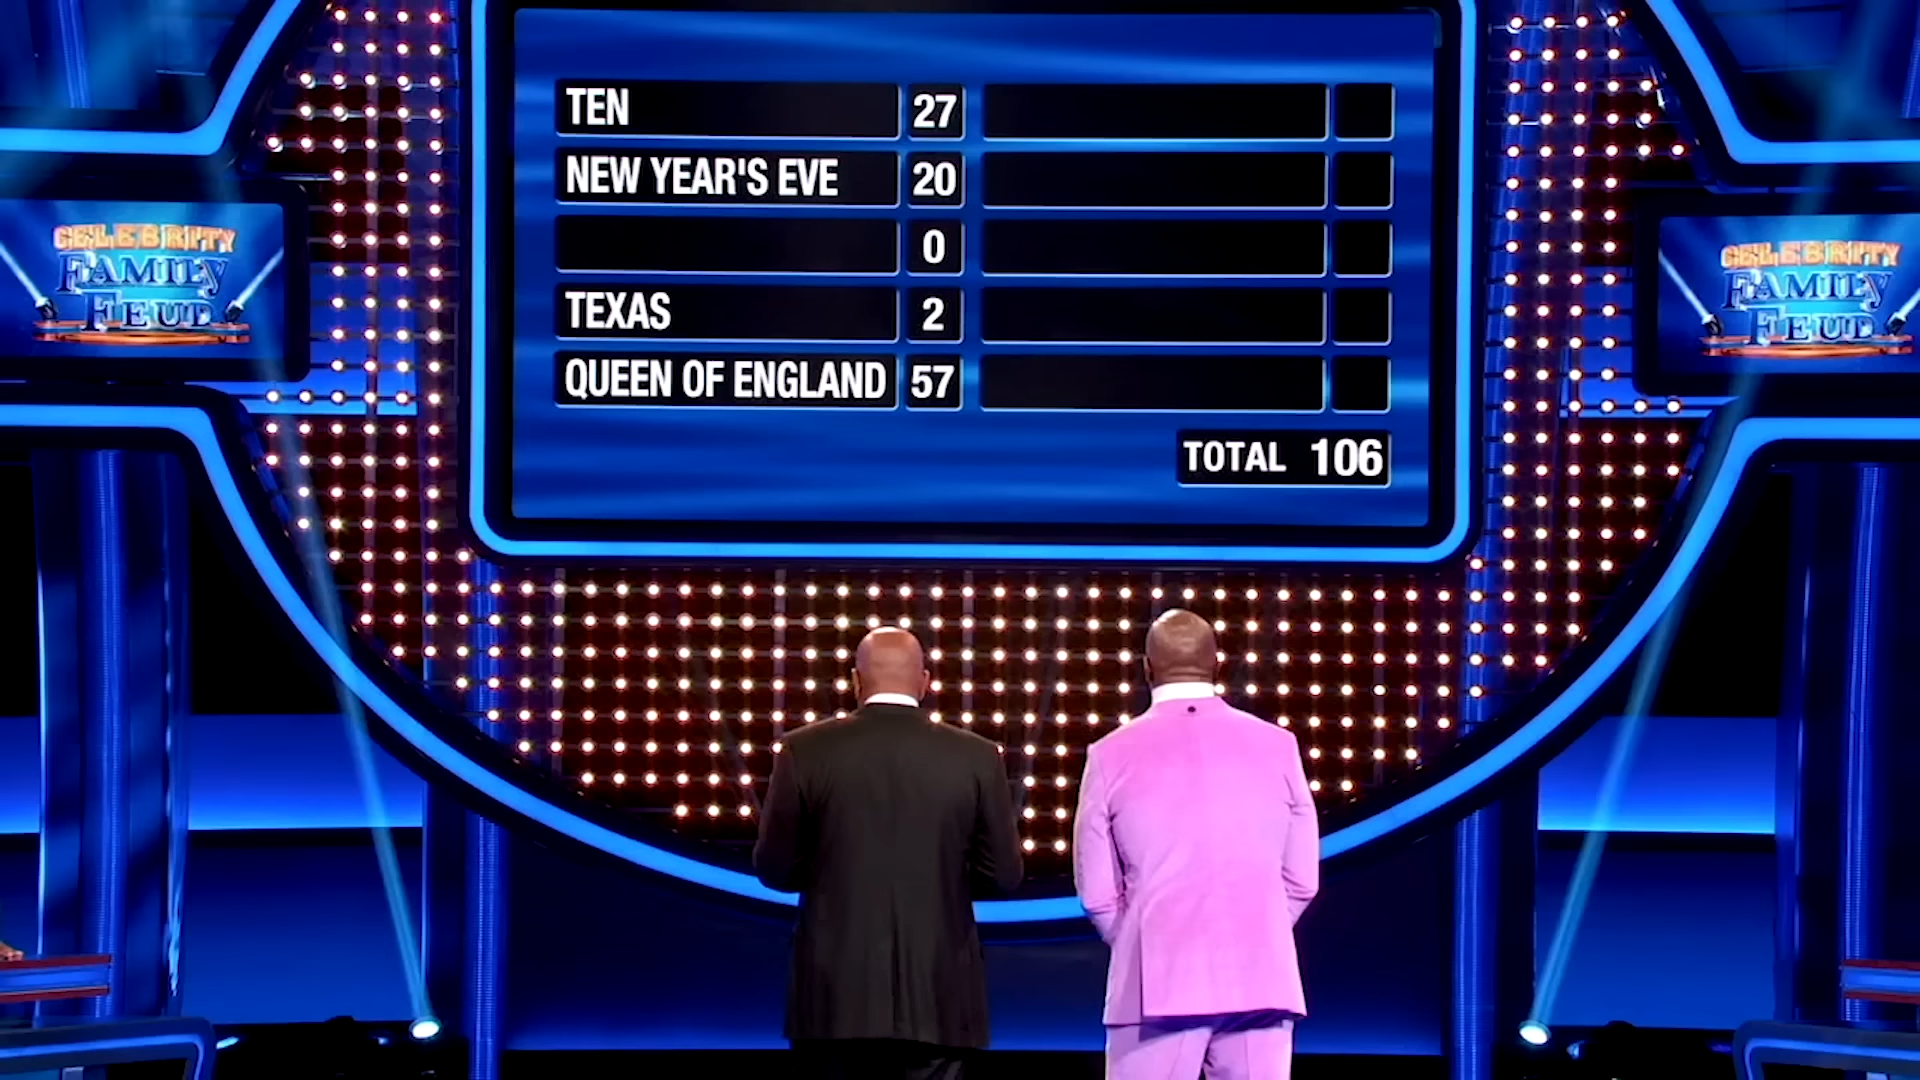 TEN 27
NEW YEAR'S EVE 20
0
TEXAS 2
QUEEN OF ENGLAND 57
TOTAL 106
CELEBRITY
FAMILY
FEUD
CELEBRITY
FAMILY
FEUD